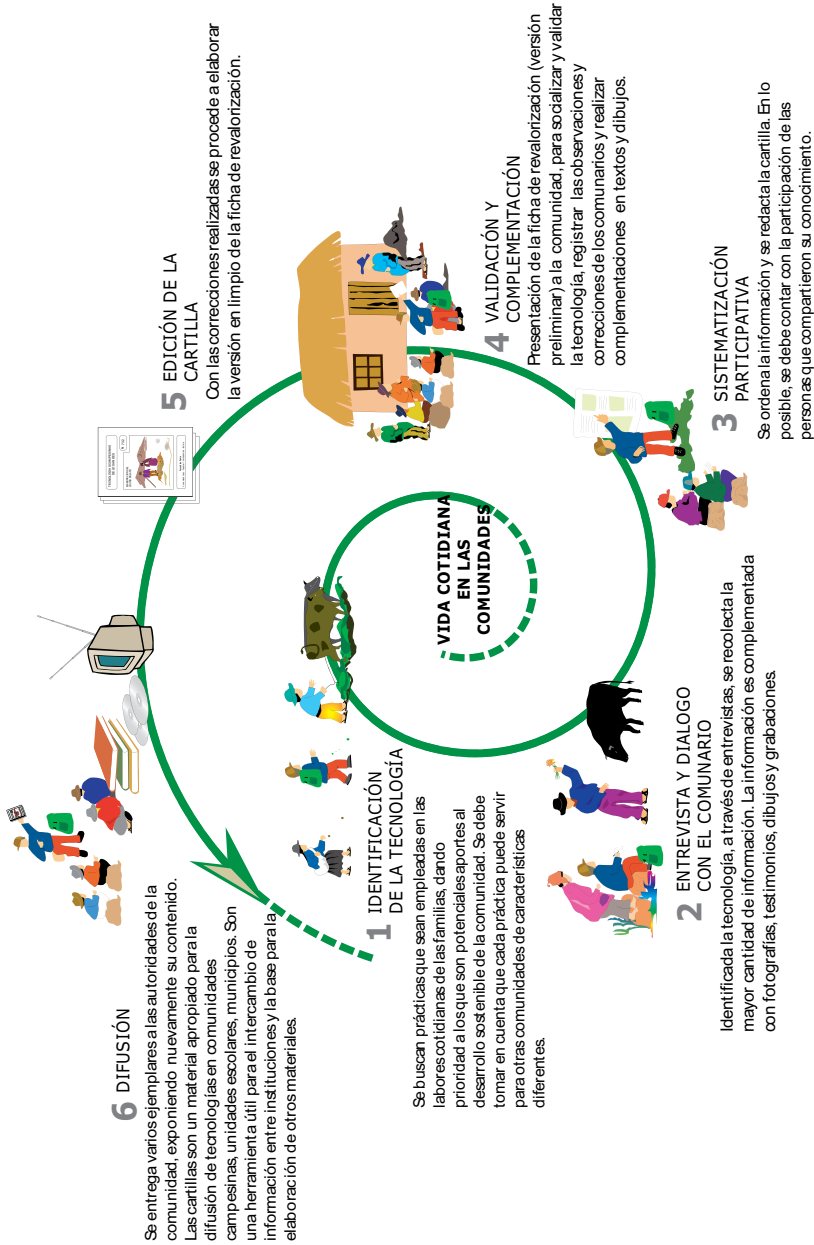 VIDA COTIDIANA
EN LAS
COMUNIDADES
1 IDENTIFICACIÓN
DE LA TECNOLOGÍA
Se buscan prácticas que sean empleadas en las
labores cotidianas de las familias, dando
prioridad a los que son potenciales aportes al
desarrollo sostenible de la comunidad. Se debe
tomar en cuenta que cada práctica puede servir
para otras comunidades de características
diferentes.
2 ENTREVISTA Y DIALOGO
CON EL COMUNARIO
Identificada la tecnología, a través de entrevistas, se recolecta la
mayor cantidad de información. La información es complementada
con fotografías, testimonios, dibujos y grabaciones.
3 SISTEMATIZACIÓN
PARTICIPATIVA
Se ordena la información y se redacta la cartilla. En lo
posible, se debe contar con la participación de las
personas que compartieron su conocimiento.
4 VALIDACIÓN Y
COMPLEMENTACIÓN
Presentación de la ficha de revalorización (versión
preliminar) a la comunidad, para socializar y validar
la tecnología, registrar las observaciones y
correcciones de los comunarios y realizar
complementaciones en textos y dibujos.
5 EDICIÓN DE LA
CARTILLA
Con las correcciones realizadas se procede a elaborar
la versión en limpio de la ficha de revalorización.
6 DIFUSIÓN
Se entrega varios ejemplares a las autoridades de la
comunidad, exponiendo nuevamente su contenido.
Las cartillas son un material apropiado para la
difusión de tecnologías en comunidades
campesinas, unidades escolares, municipios. Son
una herramienta útil para el intercambio de
información entre instituciones y la base para la
elaboración de otros materiales.